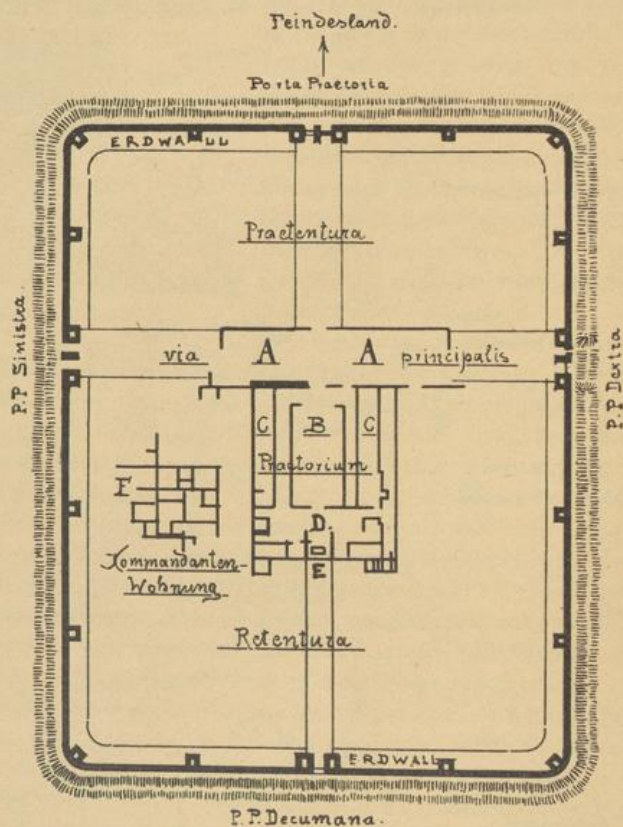 Feindesland.
Porta Praetoria
ERDWALL
Praetentura
P.P Sinistra.
via A A principalis
P.P Dextra
C B C
Praetorium
F
D.
E
Kommandanten-
Wohnung.
Retentura
ERDWALL
P.P. Decumana.